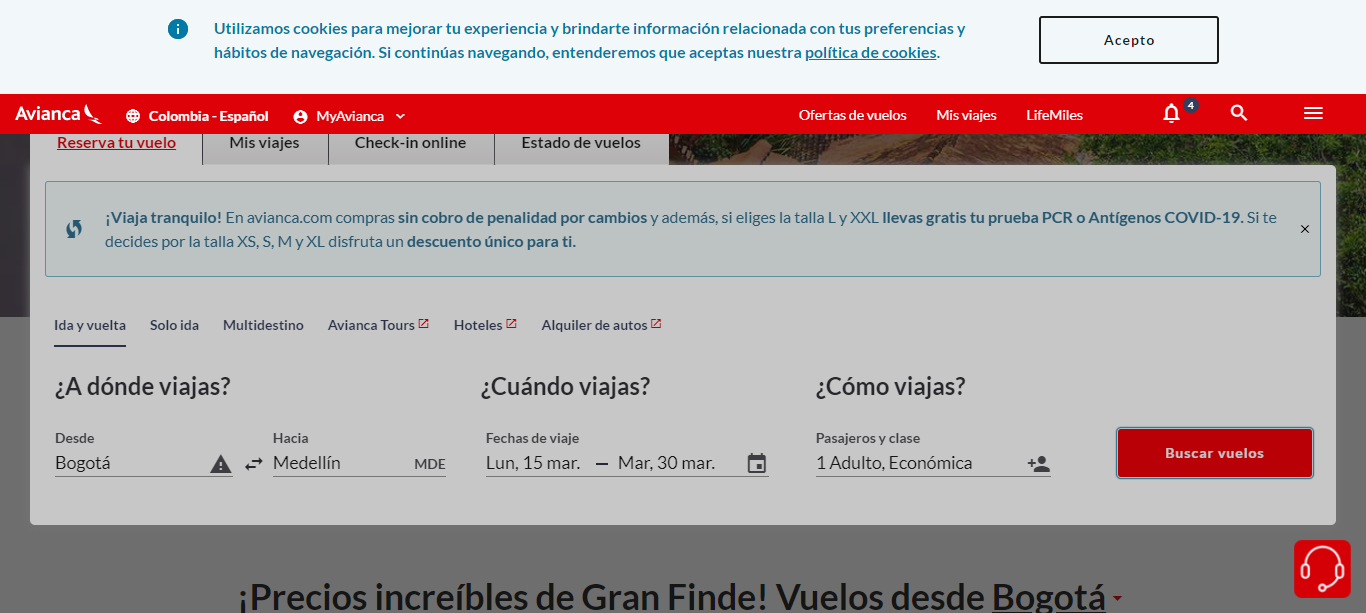 Utilizamos cookies para mejorar tu experiencia y brindarte información relacionada con tus preferencias y
hábitos de navegación. Si continúas navegando, entenderemos que aceptas nuestra política de cookies.
Acepto
Avianca
Colombia - Español
MyAvianca
Ofertas de vuelos
Mis viajes
LifeMiles
4
Reserva tu vuelo
Mis viajes
Check-in online
Estado de vuelos
¡Viaja tranquilo! En avianca.com compras sin cobro de penalidad por cambios y además, si eliges la talla L y XXL llevas gratis tu prueba PCR o Antígenos COVID-19. Si te
decides por la talla XS, S, M y XL disfruta un descuento único para ti.
Ida y vuelta
Solo ida
Multidestino
Avianca Tours
Hoteles
Alquiler de autos
¿A dónde viajas?
¿Cuándo viajas?
¿Cómo viajas?
Desde
Hacia
Fechas de viaje
Pasajeros y clase
Bogotá
Medellín MDE
Lun, 15 mar. – Mar, 30 mar.
1 Adulto, Económica
Buscar vuelos
¡Precios increíbles de Gran Finde! Vuelos desde Bogotá